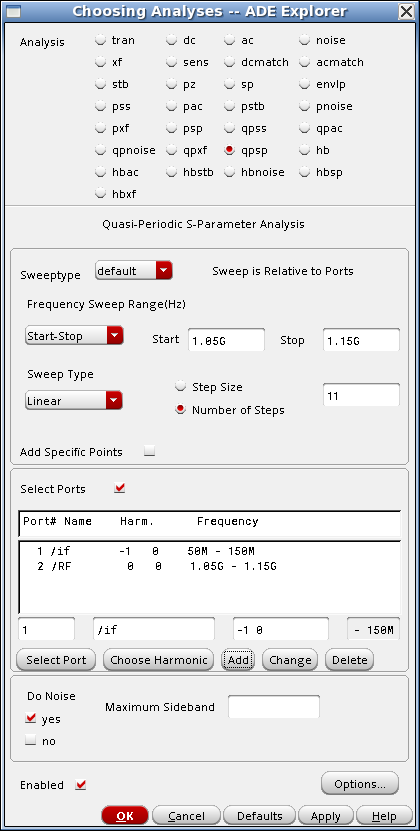 Choosing Analyses -- ADE Explorer
Analysis tran dc ac noise
xf sens dcmatch acmatch
stb pz sp envlp
pss pac pstb pnoise
pxf psp qpss qpac
qpnoise qpxf qpsp hb
hbac hbstb hbnoise hbsp
hbxf
Quasi-Periodic S-Parameter Analysis
Sweeptype default Sweep is Relative to Ports
Frequency Sweep Range(Hz)
Start-Stop Start 1.05G Stop 1.15G
Sweep Type
Linear
Step Size
Number of Steps 11
Add Specific Points
Select Ports
Port# Name Harm. Frequency
1 /if -1 0 50M - 150M
2 /RF 0 0 1.05G - 1.15G
1 /if -1 0 - 150M
Select Port Choose Harmonic Add Change Delete
Do Noise
yes
no
Maximum Sideband
Enabled Options...
OK Cancel Defaults Apply Help